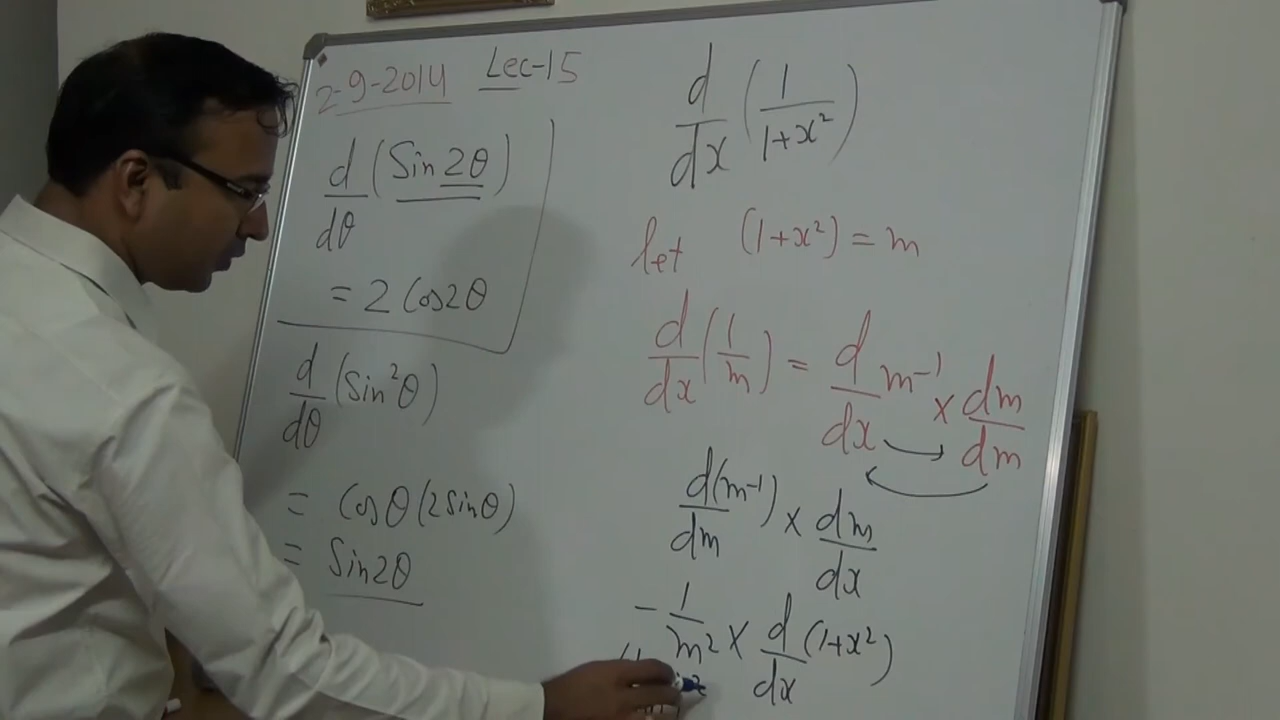 2-9-2014 Lec-15
d/dθ (Sin 2θ)
= 2 Cos2θ
d/dθ (Sin²θ)
= Cosθ(2Sinθ)
= Sin2θ
d/dx (1/(1+x²))
let (1+x²) = m
d/dx (1/m) = d/dx m⁻¹ × dm/dm
d(m⁻¹)/dm × dm/dx
-1/m² × d/dx (1+x²)